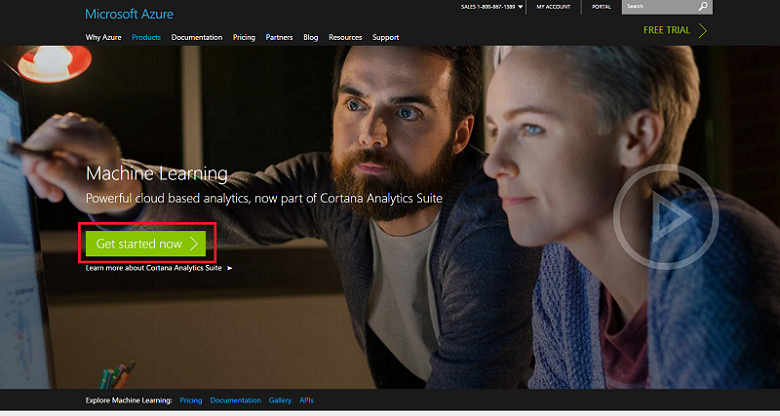 Microsoft Azure
SALES 1-800-867-1389
MY ACCOUNT
PORTAL
Search
Why Azure
Products
Documentation
Pricing
Partners
Blog
Resources
Support
FREE TRIAL
Machine Learning
Powerful cloud based analytics, now part of Cortana Analytics Suite
Get started now
Learn more about Cortana Analytics Suite
Explore Machine Learning: Pricing Documentation Gallery APIs